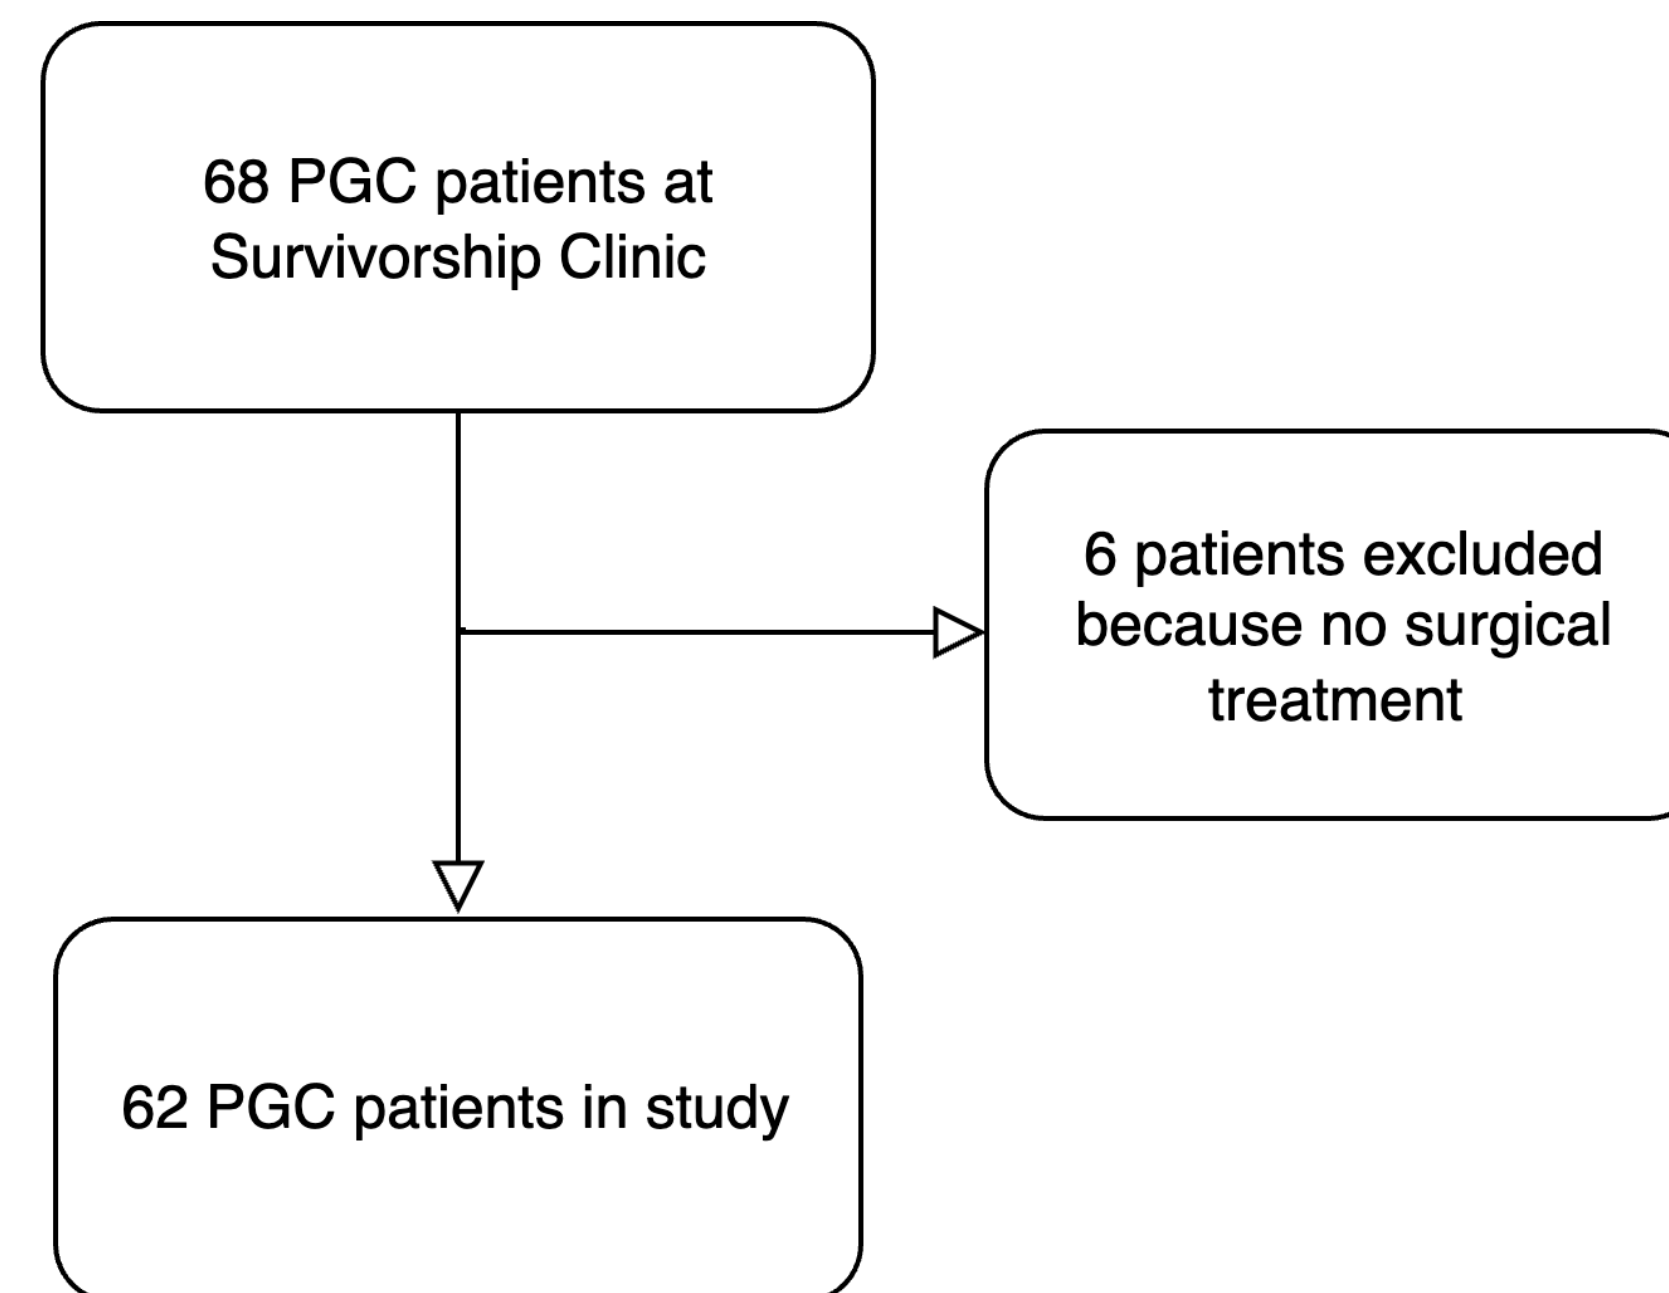 68 PGC patients at
Survivorship Clinic
6 patients excluded
because no surgical
treatment
62 PGC patients in study